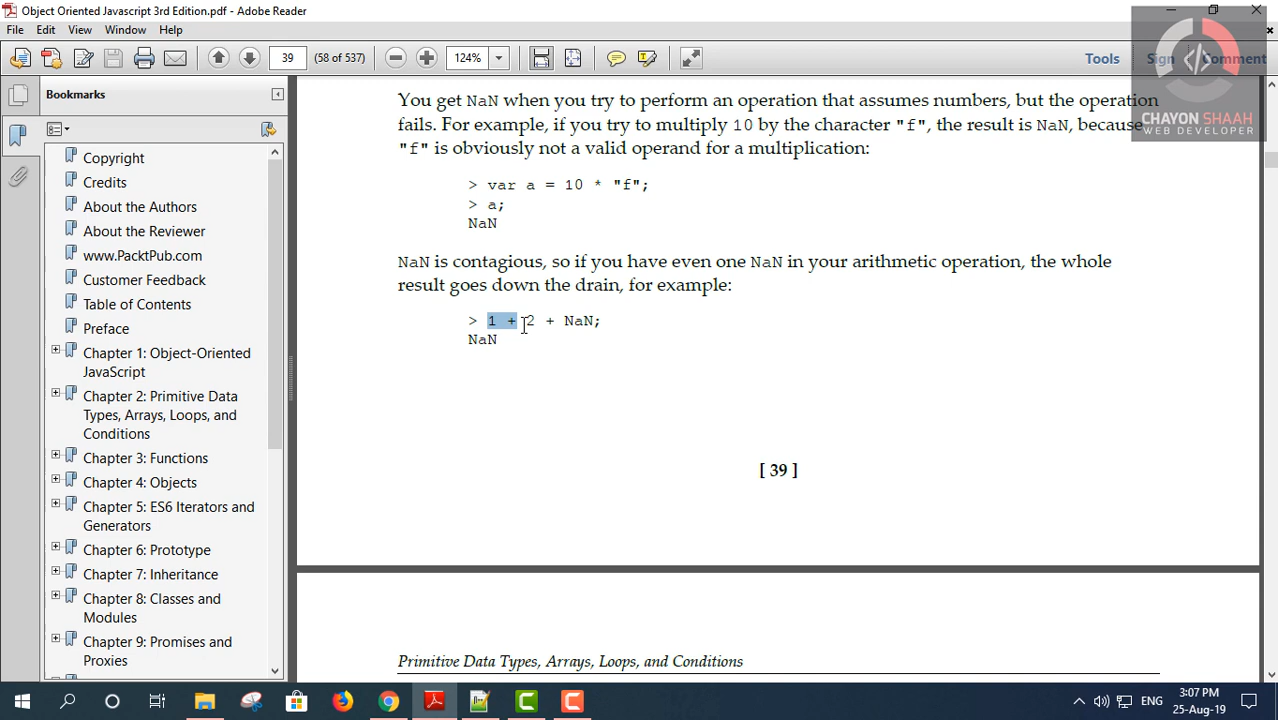 Object Oriented Javascript 3rd Edition.pdf - Adobe Reader
File Edit View Window Help
39 (58 of 537) 124% Tools Sign Comment
CHAYON SHAAH
WEB DEVELOPER
Bookmarks
Copyright
Credits
About the Authors
About the Reviewer
www.PacktPub.com
Customer Feedback
Table of Contents
Preface
Chapter 1: Object-Oriented
JavaScript
Chapter 2: Primitive Data
Types, Arrays, Loops, and
Conditions
Chapter 3: Functions
Chapter 4: Objects
Chapter 5: ES6 Iterators and
Generators
Chapter 6: Prototype
Chapter 7: Inheritance
Chapter 8: Classes and
Modules
Chapter 9: Promises and
Proxies
You get NaN when you try to perform an operation that assumes numbers, but the operation
fails. For example, if you try to multiply 10 by the character "f", the result is NaN, because
"f" is obviously not a valid operand for a multiplication:
> var a = 10 * "f";
> a;
NaN
NaN is contagious, so if you have even one NaN in your arithmetic operation, the whole
result goes down the drain, for example:
> 1 + 2 + NaN;
NaN
[ 39 ]
Primitive Data Types, Arrays, Loops, and Conditions
ENG
3:07 PM
25-Aug-19